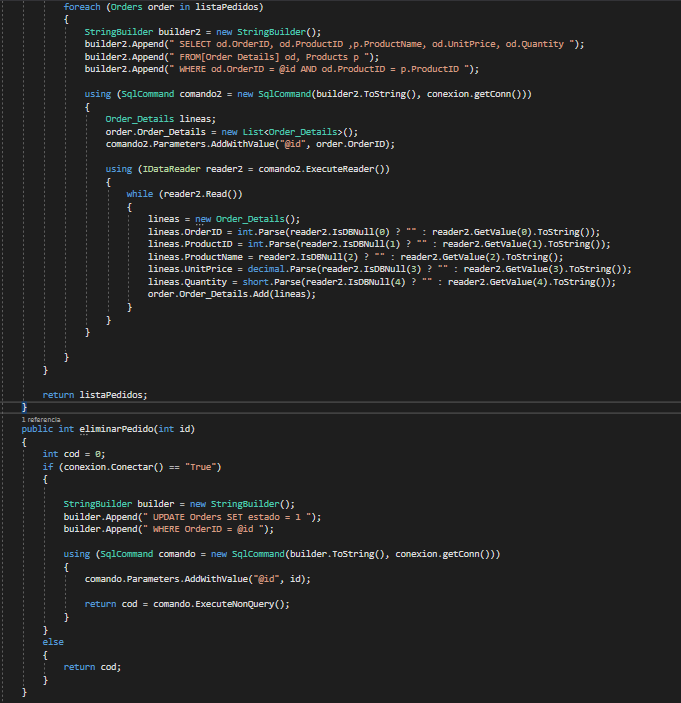 foreach (Orders order in listaPedidos)
{
StringBuilder builder2 = new StringBuilder();
builder2.Append(" SELECT od.OrderID, od.ProductID ,p.ProductName, od.UnitPrice, od.Quantity ");
builder2.Append(" FROM[Order Details] od, Products p ");
builder2.Append(" WHERE od.OrderID = @id AND od.ProductID = p.ProductID ");
using (SqlCommand comando2 = new SqlCommand(builder2.ToString(), conexion.getConn()))
{
Order_Details lineas;
order.Order_Details = new List<Order_Details>();
comando2.Parameters.AddWithValue("@id", order.OrderID);
using (IDataReader reader2 = comando2.ExecuteReader())
{
while (reader2.Read())
{
lineas = new Order_Details();
lineas.OrderID = int.Parse(reader2.IsDBNull(0) ? "" : reader2.GetValue(0).ToString());
lineas.ProductID = int.Parse(reader2.IsDBNull(1) ? "" : reader2.GetValue(1).ToString());
lineas.ProductName = reader2.IsDBNull(2) ? "" : reader2.GetValue(2).ToString();
lineas.UnitPrice = decimal.Parse(reader2.IsDBNull(3) ? "" : reader2.GetValue(3).ToString());
lineas.Quantity = short.Parse(reader2.IsDBNull(4) ? "" : reader2.GetValue(4).ToString());
order.Order_Details.Add(lineas);
}
}
}
}
}
return listaPedidos;
}
1 referencia
public int eliminarPedido(int id)
{
int cod = 0;
if (conexion.Conectar() == "True")
{
StringBuilder builder = new StringBuilder();
builder.Append(" UPDATE Orders SET estado = 1 ");
builder.Append(" WHERE OrderID = @id ");
using (SqlCommand comando = new SqlCommand(builder.ToString(), conexion.getConn()))
{
comando.Parameters.AddWithValue("@id", id);
return cod = comando.ExecuteNonQuery();
}
}
else
{
return cod;
}
}